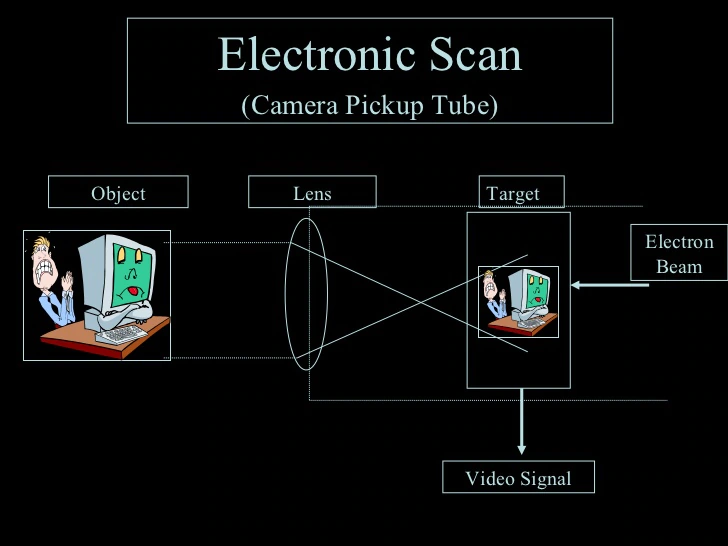 Electronic Scan
(Camera Pickup Tube)
Object
Lens
Target
Electron
Beam
Video Signal